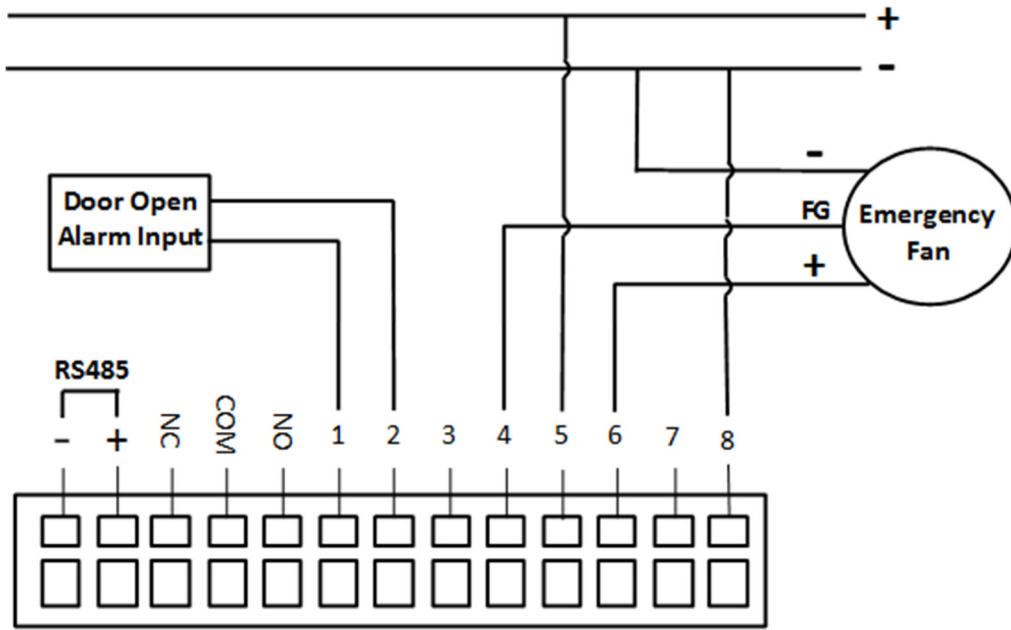 +
-
-
Door Open
Alarm Input
FG
Emergency
Fan
+
RS485
- + NC COM NO 1 2 3 4 5 6 7 8